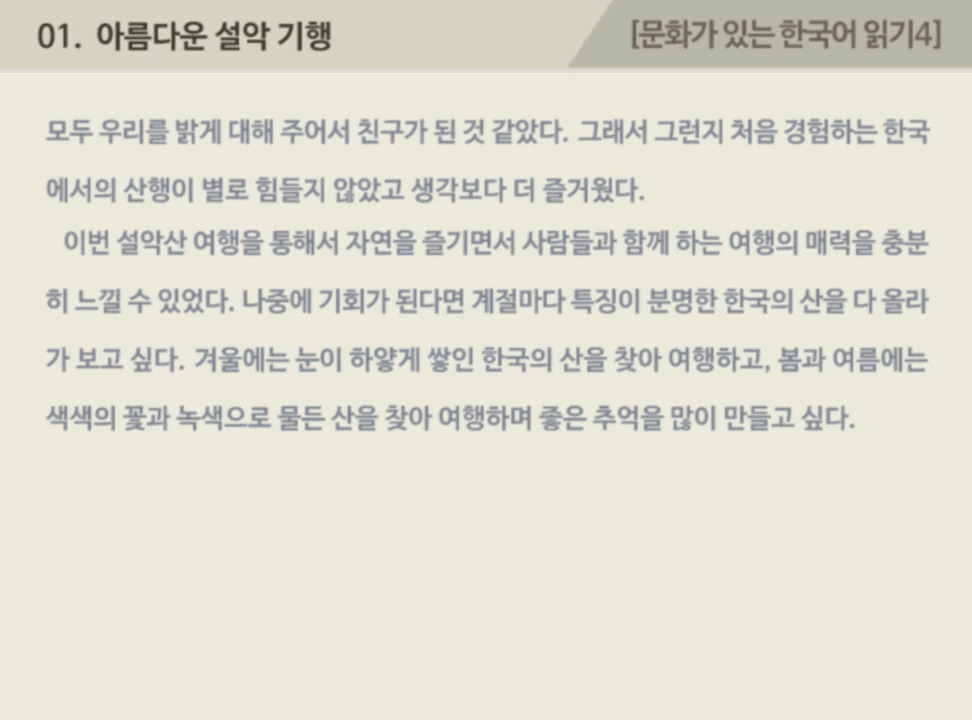 01. 아름다운 설악 기행
[문화가 있는 한국어 읽기4]
모두 우리를 밝게 대해 주어서 친구가 된 것 같았다. 그래서 그런지 처음 경험하는 한국
에서의 산행이 별로 힘들지 않았고 생각보다 더 즐거웠다.
이번 설악산 여행을 통해서 자연을 즐기면서 사람들과 함께 하는 여행의 매력을 충분
히 느낄 수 있었다. 나중에 기회가 된다면 계절마다 특징이 분명한 한국의 산을 다 올라
가 보고 싶다. 겨울에는 눈이 하얗게 쌓인 한국의 산을 찾아 여행하고, 봄과 여름에는
색색의 꽃과 녹색으로 물든 산을 찾아 여행하며 좋은 추억을 많이 만들고 싶다.